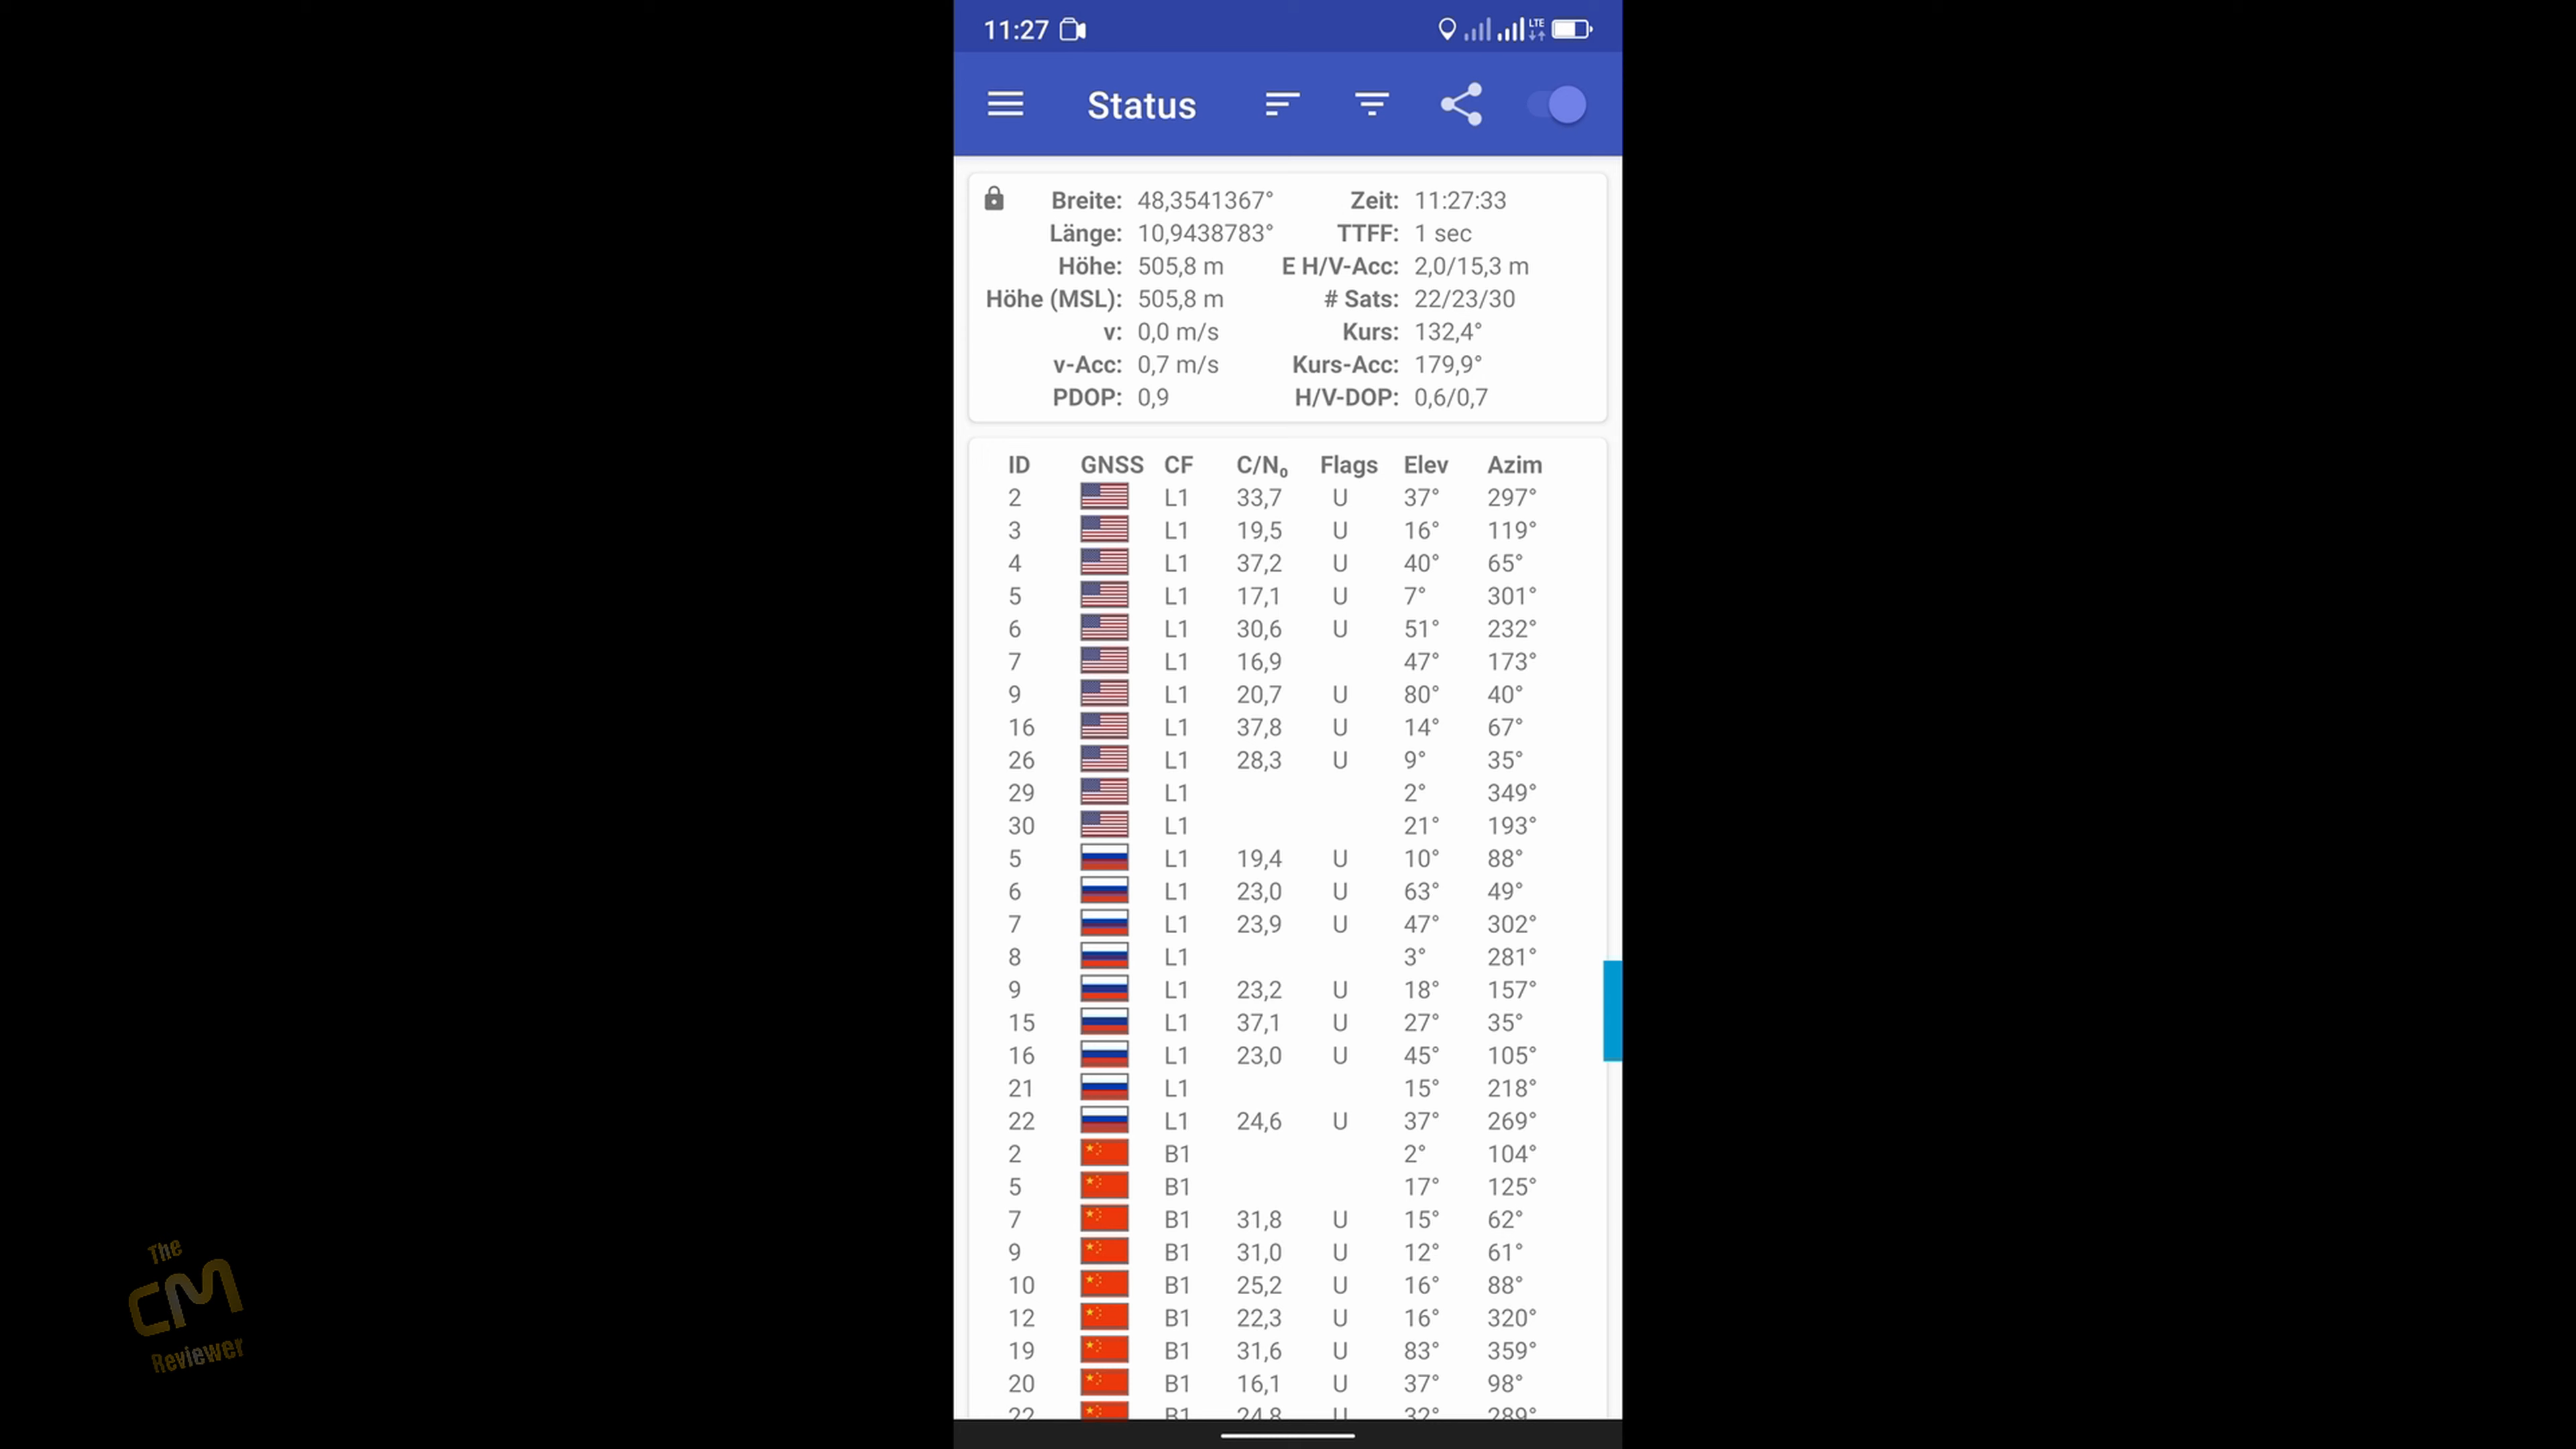 11:27 LTE
Status
Breite: 48,3541367° Zeit: 11:27:33
Länge: 10,9438783° TTFF: 1 sec
Höhe: 505,8 m E H/V-Acc: 2,0/15,3 m
Höhe (MSL): 505,8 m # Sats: 22/23/30
v: 0,0 m/s Kurs: 132,4°
v-Acc: 0,7 m/s Kurs-Acc: 179,9°
PDOP: 0,9 H/V-DOP: 0,6/0,7
ID GNSS CF C/N₀ Flags Elev Azim
2 L1 33,7 U 37° 297°
3 L1 19,5 U 16° 119°
4 L1 37,2 U 40° 65°
5 L1 17,1 U 7° 301°
6 L1 30,6 U 51° 232°
7 L1 16,9 47° 173°
9 L1 20,7 U 80° 40°
16 L1 37,8 U 14° 67°
26 L1 28,3 U 9° 35°
29 L1 2° 349°
30 L1 21° 193°
5 L1 19,4 U 10° 88°
6 L1 23,0 U 63° 49°
7 L1 23,9 U 47° 302°
8 L1 3° 281°
9 L1 23,2 U 18° 157°
15 L1 37,1 U 27° 35°
16 L1 23,0 U 45° 105°
21 L1 15° 218°
22 L1 24,6 U 37° 269°
2 B1 2° 104°
5 B1 17° 125°
7 B1 31,8 U 15° 62°
9 B1 31,0 U 12° 61°
10 B1 25,2 U 16° 88°
12 B1 22,3 U 16° 320°
19 B1 31,6 U 83° 359°
20 B1 16,1 U 37° 98°
22 B1 24,8 U 32° 289°
The
CM
Reviewer